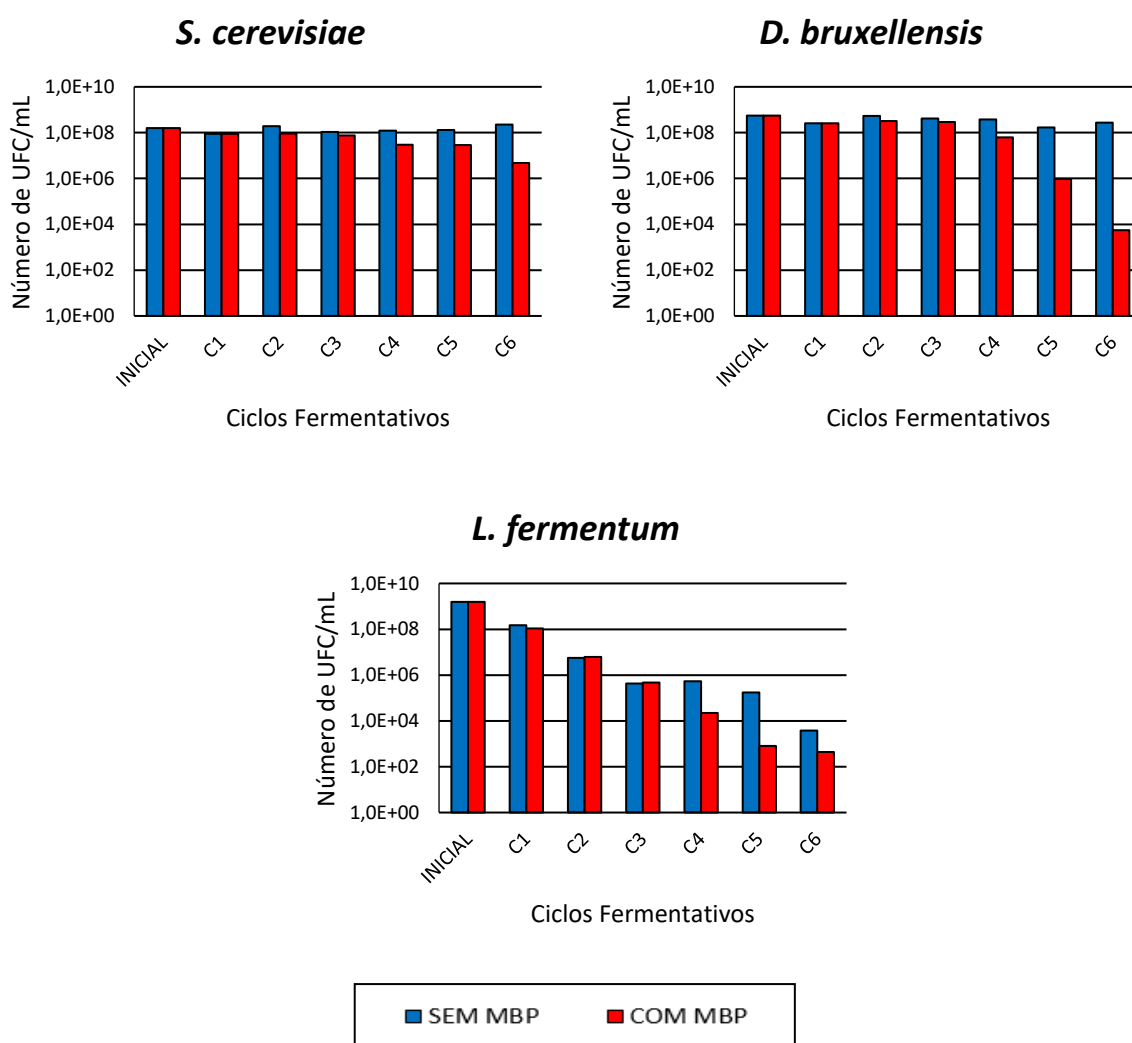 S. cerevisiae
Número de UFC/mL
1,0E+10
1,0E+08
1,0E+06
1,0E+04
1,0E+02
1,0E+00
INICIAL
C1
C2
C3
C4
C5
C6
Ciclos Fermentativos
D. bruxellensis
Número de UFC/mL
1,0E+10
1,0E+08
1,0E+06
1,0E+04
1,0E+02
1,0E+00
INICIAL
C1
C2
C3
C4
C5
C6
Ciclos Fermentativos
L. fermentum
Número de UFC/mL
1,0E+10
1,0E+08
1,0E+06
1,0E+04
1,0E+02
1,0E+00
INICIAL
C1
C2
C3
C4
C5
C6
Ciclos Fermentativos
SEM MBP COM MBP